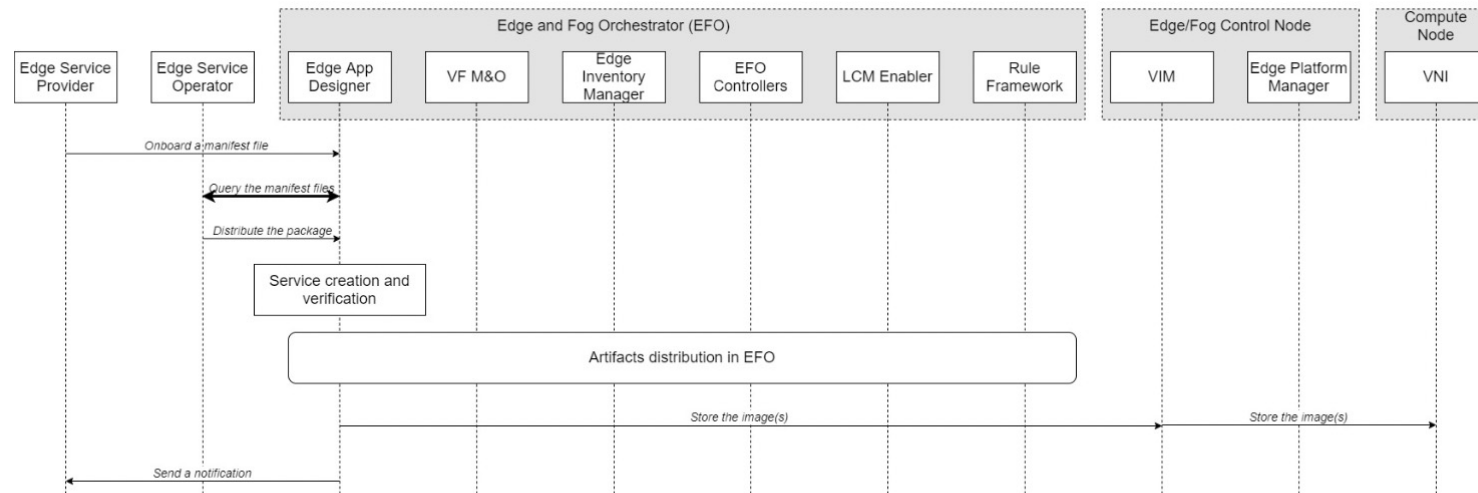 Edge and Fog Orchestrator (EFO)
Edge/Fog Control Node
Compute
Node
Edge Service
Provider
Edge Service
Operator
Edge App
Designer
VF M&O
Edge
Inventory
Manager
EFO
Controllers
LCM Enabler
Rule
Framework
VIM
Edge Platform
Manager
VNI
Onboard a manifest file
Query the manifest files
Distribute the package
Service creation and
verification
Artifacts distribution in EFO
Store the image(s)
Store the image(s)
Send a notification